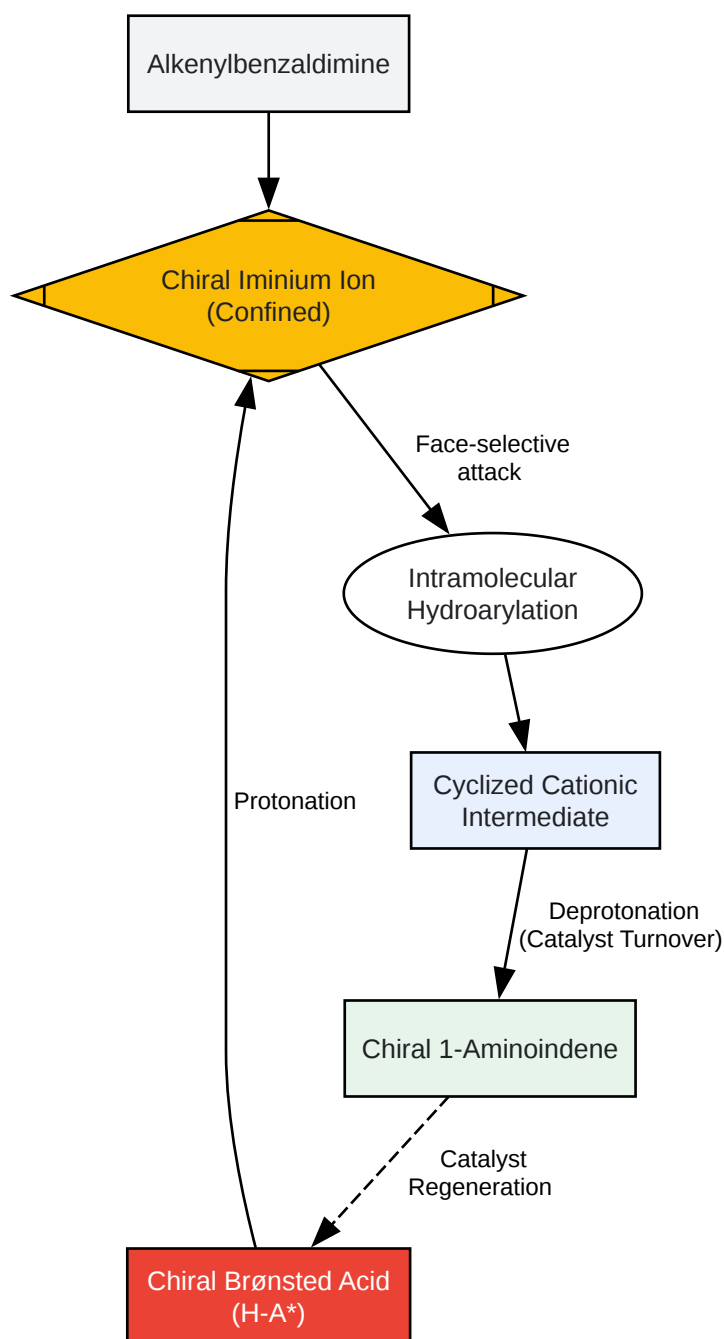 Alkenylbenzaldimine
Chiral Iminium Ion
(Confined)
Face-selective
attack
Intramolecular
Hydroarylation
Cyclized Cationic
Intermediate
Protonation
Deprotonation
(Catalyst Turnover)
Chiral 1-Aminoindene
Catalyst
Regeneration
Chiral Brønsted Acid
(H-A*)